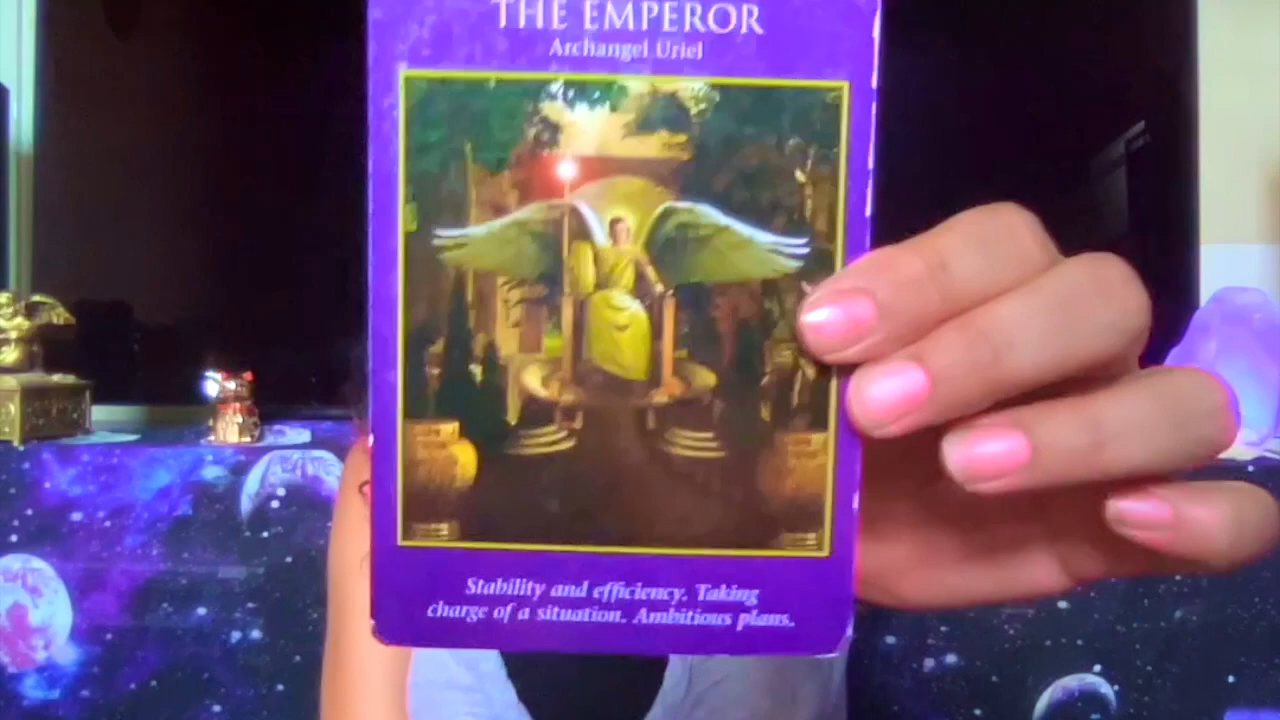 THE EMPEROR
Archangel Uriel
Stability and efficiency. Taking
charge of a situation. Ambitious plans.